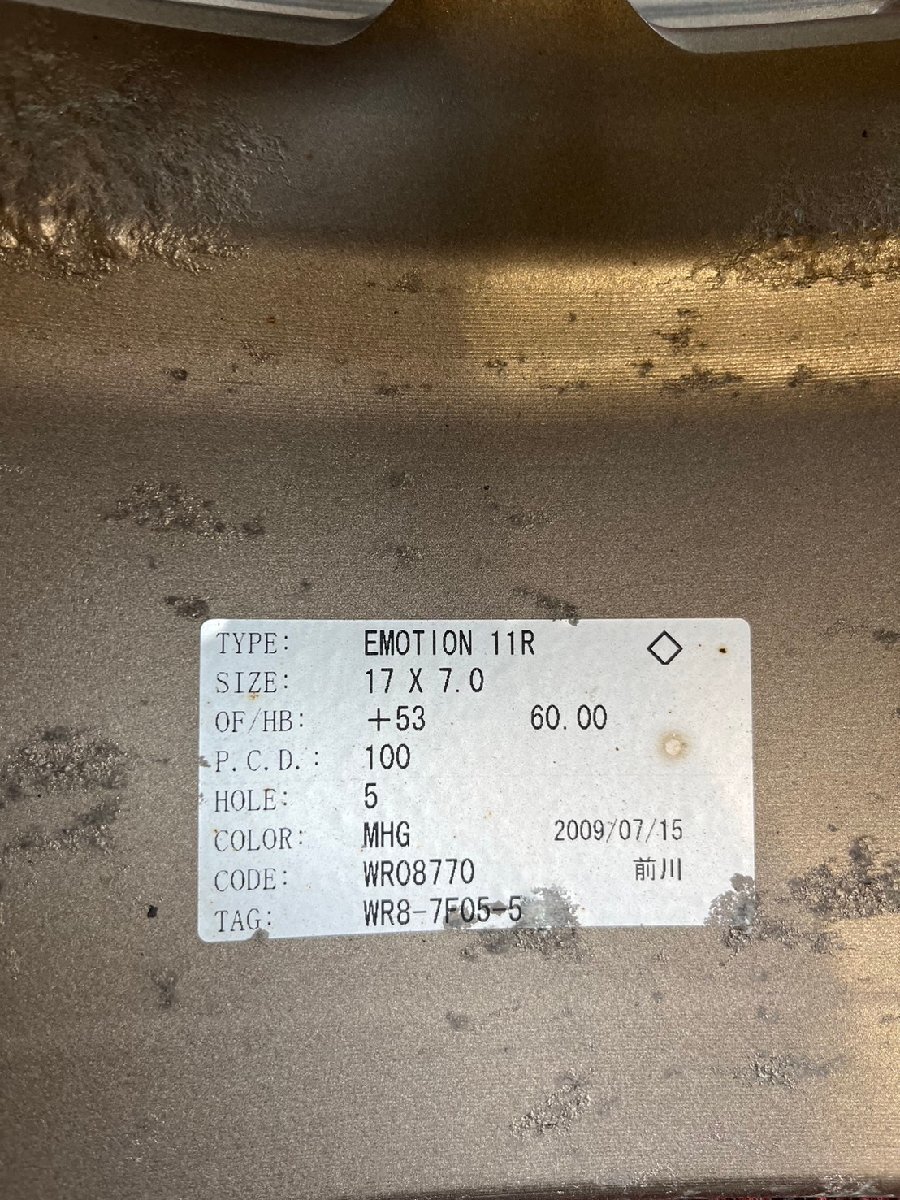 TYPE: EMOTION 11R ◇
SIZE: 17 X 7.0
OF/HB: +53 60.00
P.C.D.: 100
HOLE: 5
COLOR: MHG 2009/07/15
CODE: WR08770 前川
TAG: WR8-7F05-5